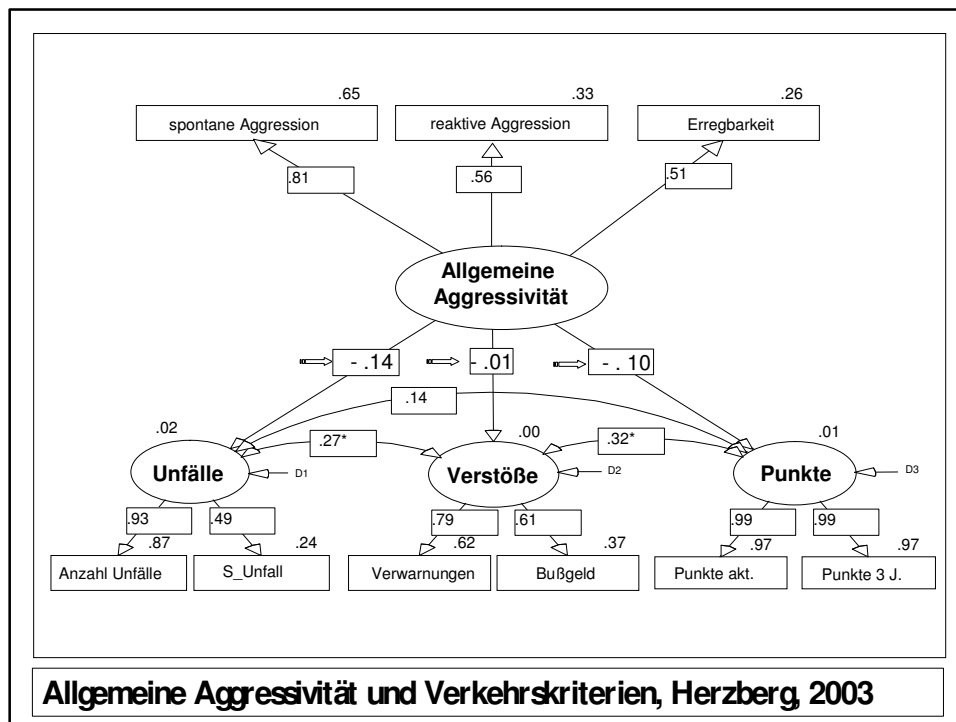 .65
.33
.26
spontane Aggression
reaktive Aggression
Erregbarkeit
.81
.56
.51
Allgemeine
Aggressivität
- .14
- .01
- . 10
.14
.02
.27*
.00
.32*
.01
Unfälle
D1
Verstöße
D2
Punkte
D3
.93
.49
.79
.61
.99
.99
.87
.24
.62
.37
.97
.97
Anzahl Unfälle
S_Unfall
Verwarnungen
Bußgeld
Punkte akt.
Punkte 3 J.
Allgemeine Aggressivität und Verkehrskriterien, Herzberg, 2003